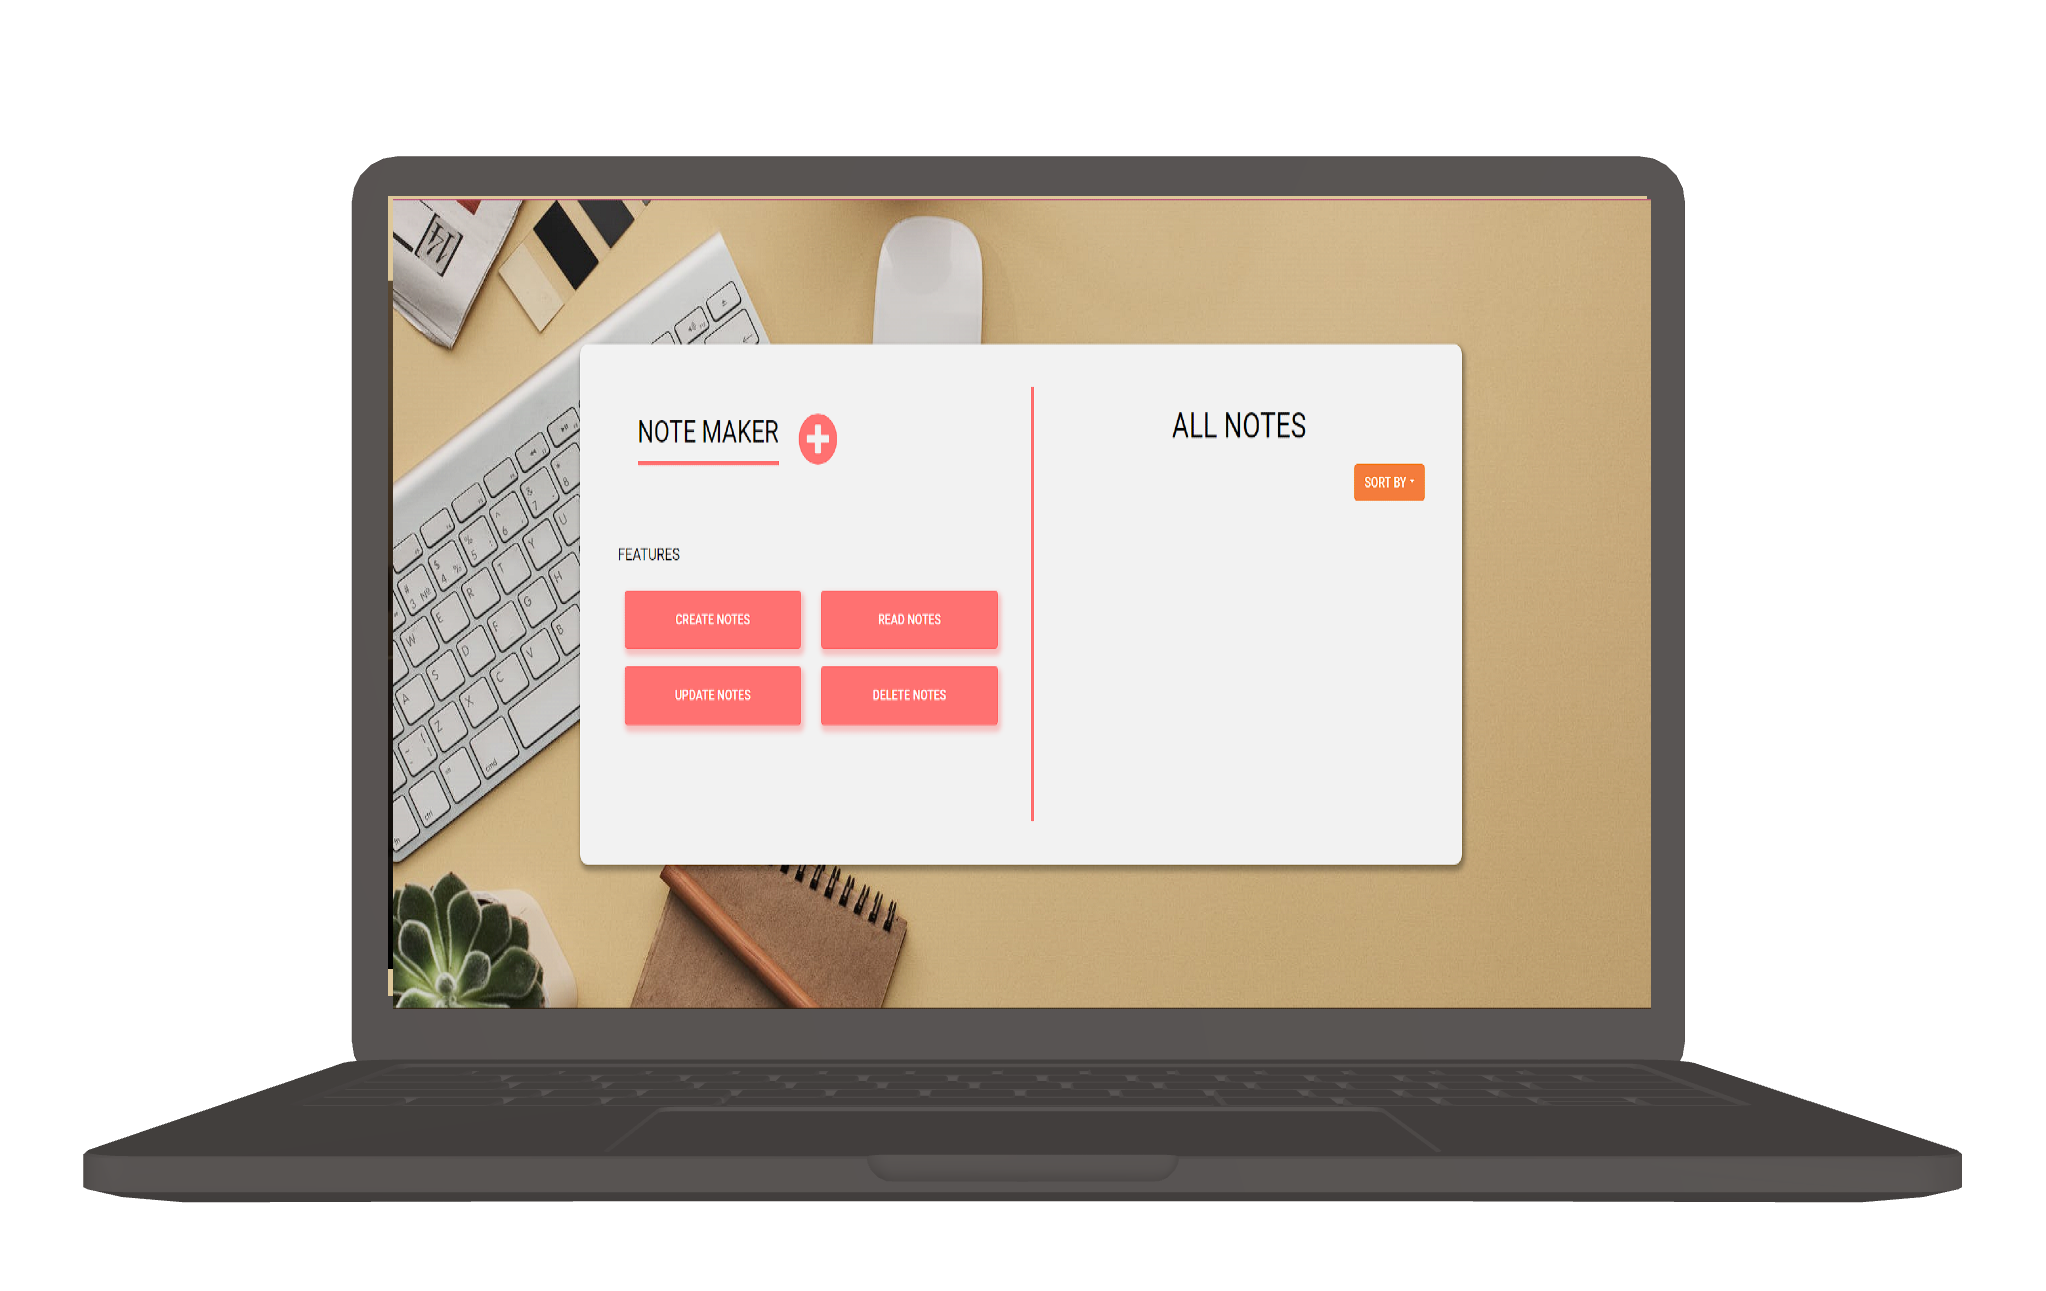 NOTE MAKER
ALL NOTES
SORT BY
FEATURES
CREATE NOTES
READ NOTES
UPDATE NOTES
DELETE NOTES